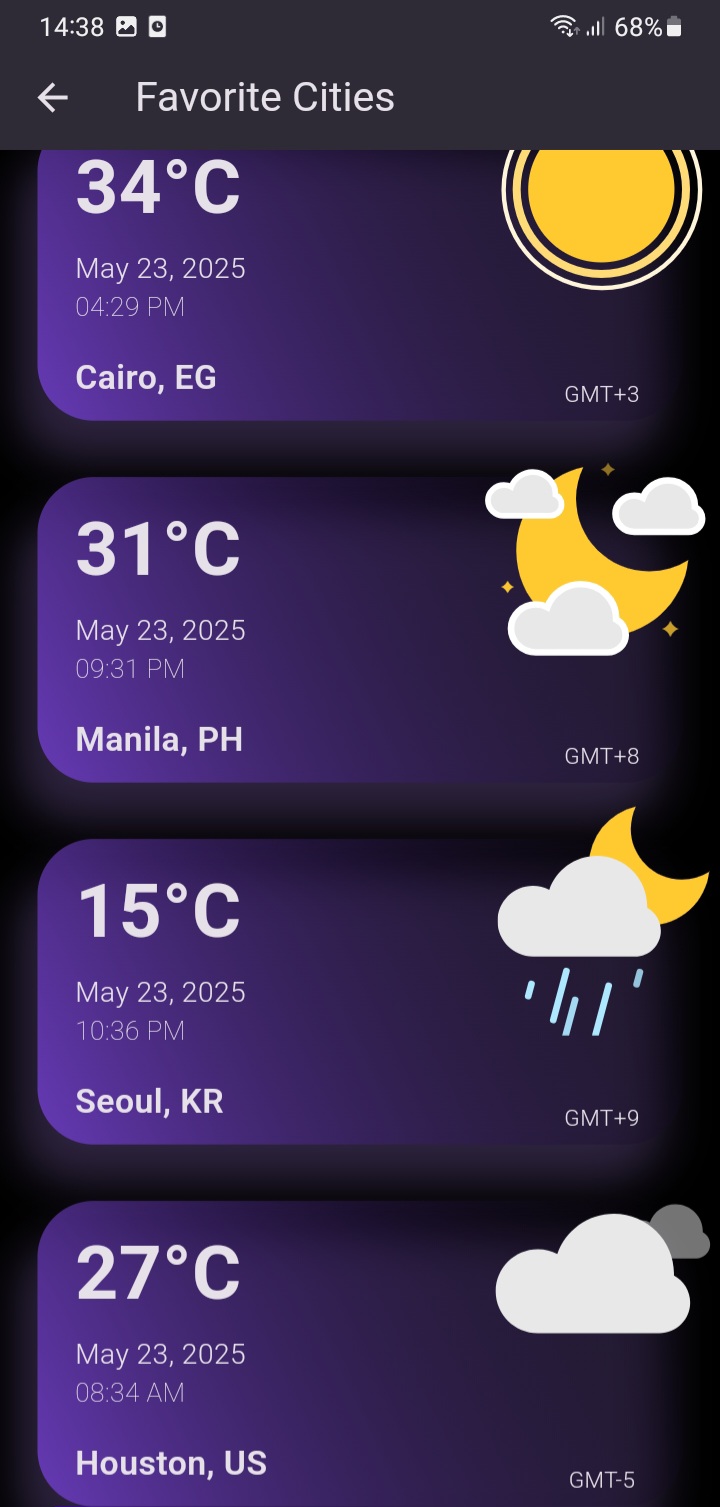 14:38 68%
Favorite Cities
34°C
May 23, 2025
04:29 PM
Cairo, EG
GMT+3
31°C
May 23, 2025
09:31 PM
Manila, PH
GMT+8
15°C
May 23, 2025
10:36 PM
Seoul, KR
GMT+9
27°C
May 23, 2025
08:34 AM
Houston, US
GMT-5